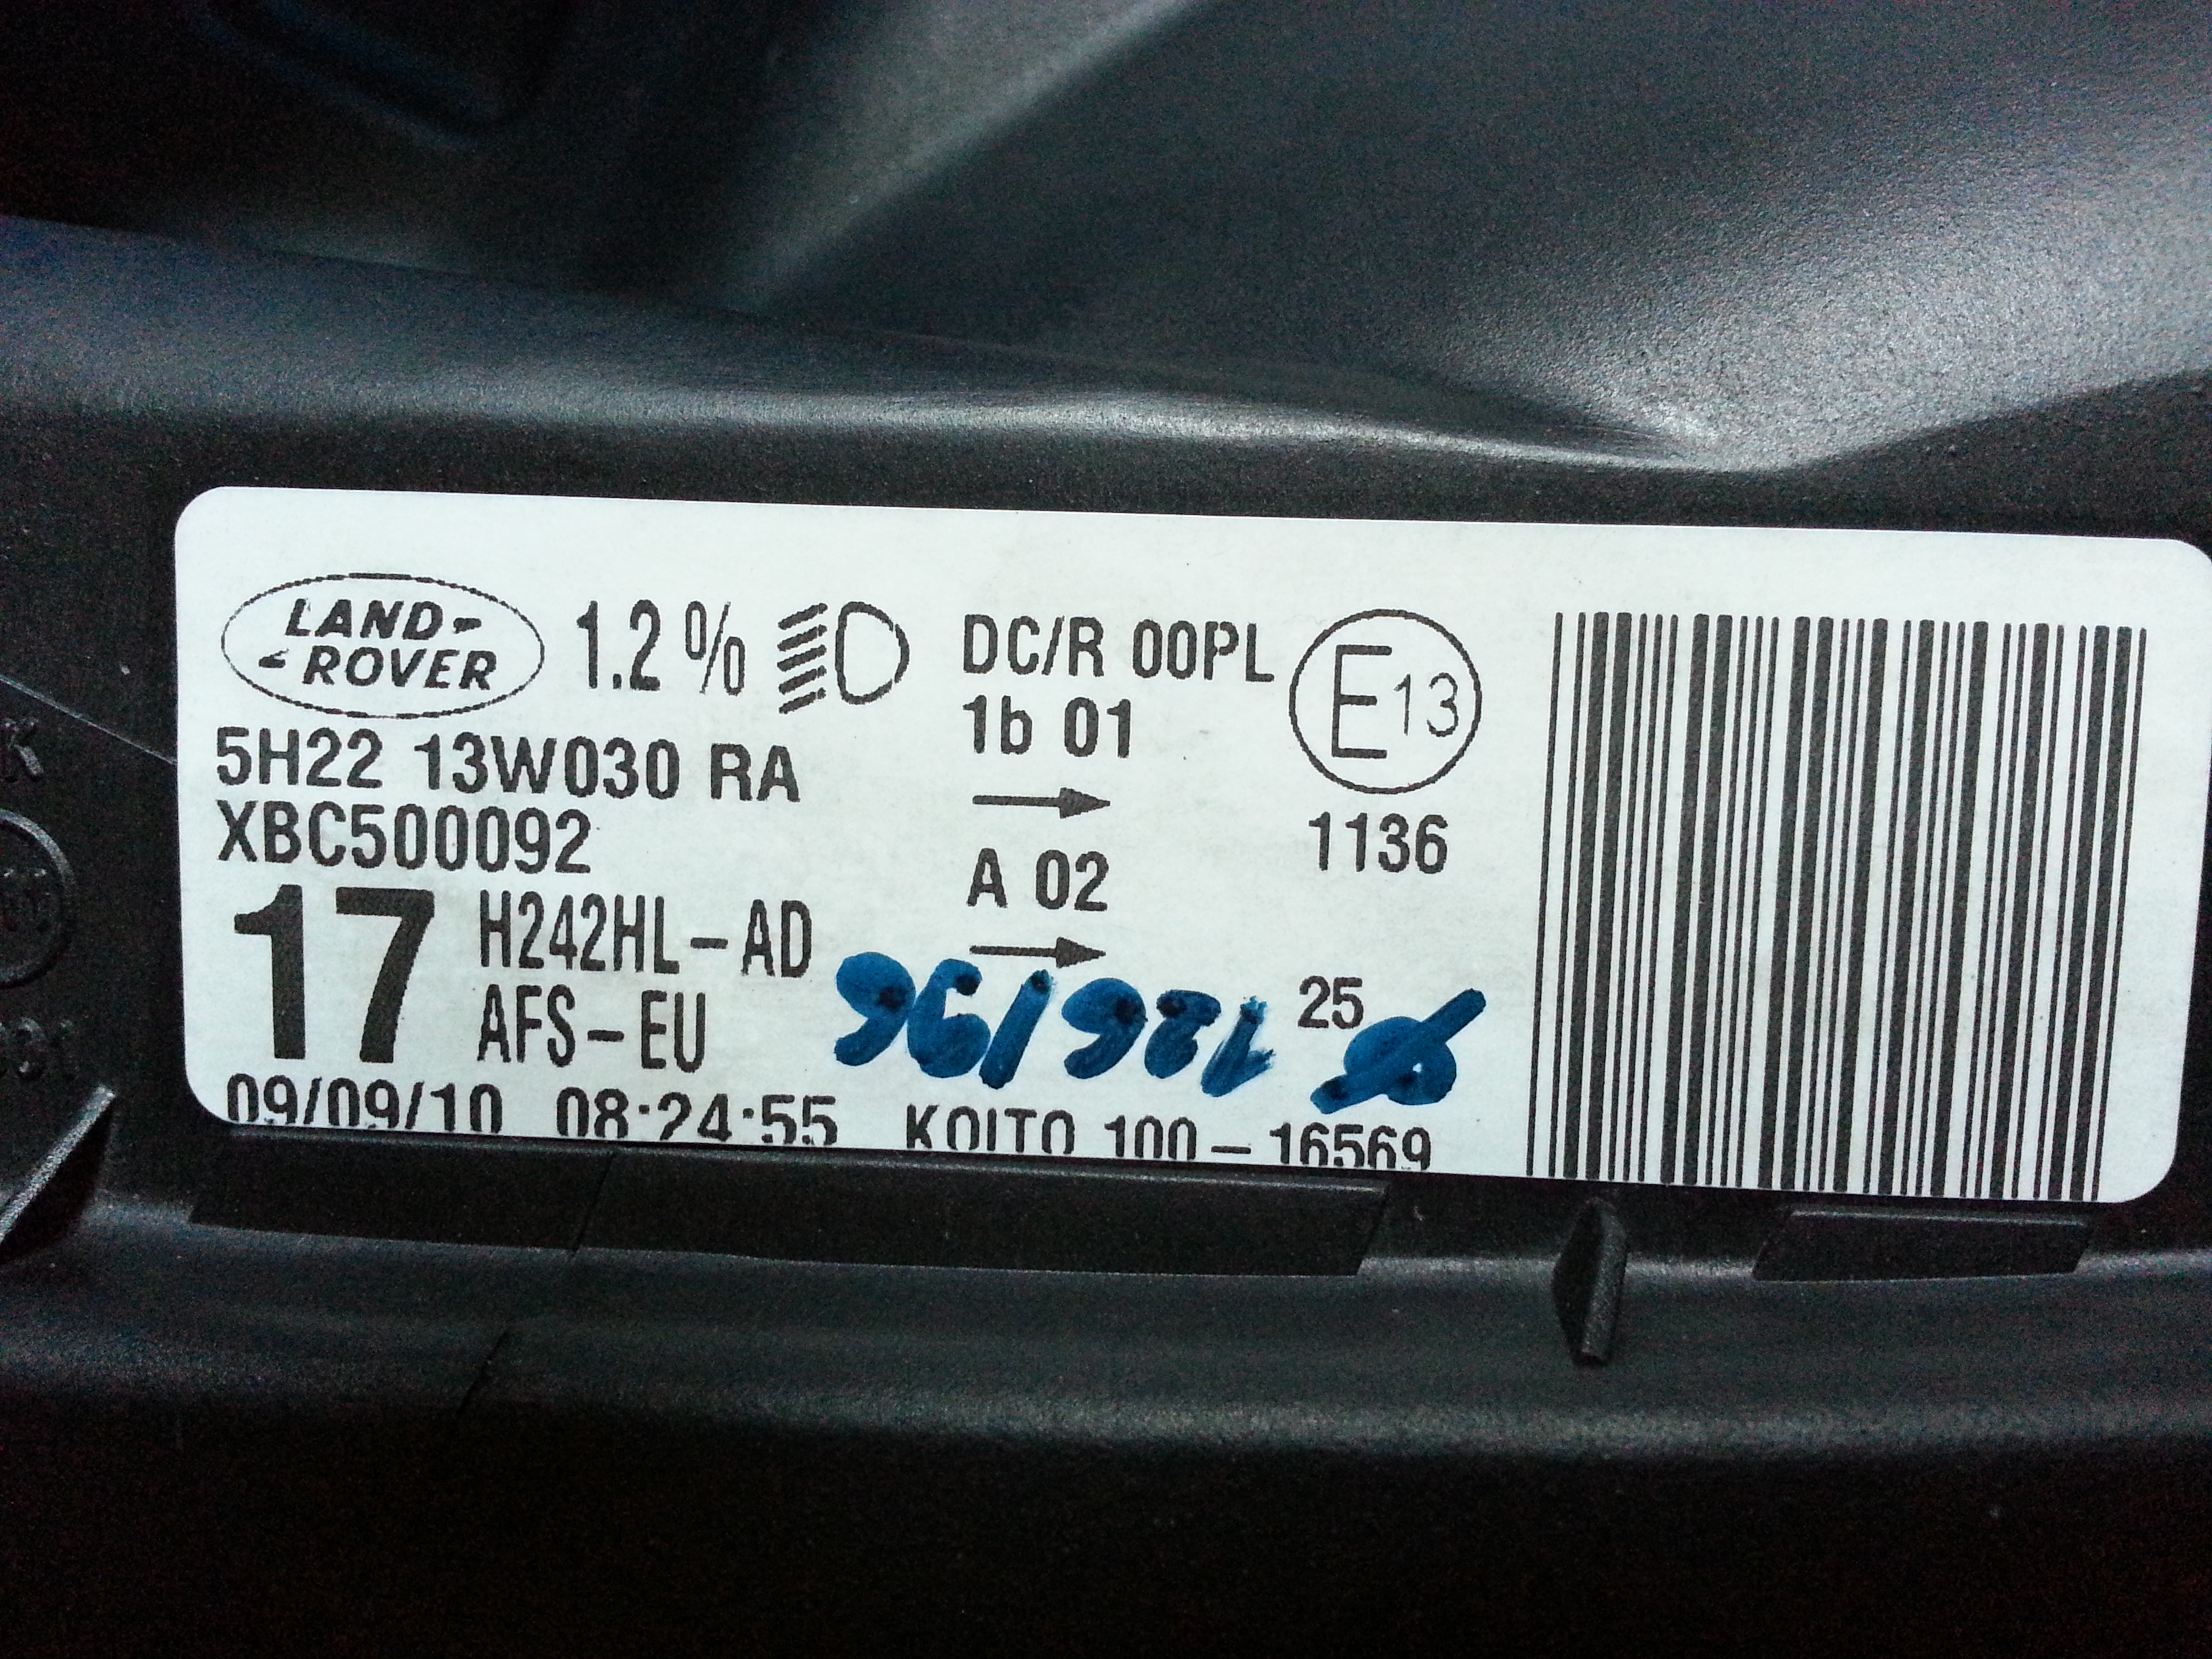 LAND-
ROVER
1.2%
DC/R 00PL
E13
1b 01
5H22 13W030 RA
XBC500092
1136
A 02
17
H242HL-AD
AFS-EU
25
09/09/10 08:24:55 KOITO 100-16569